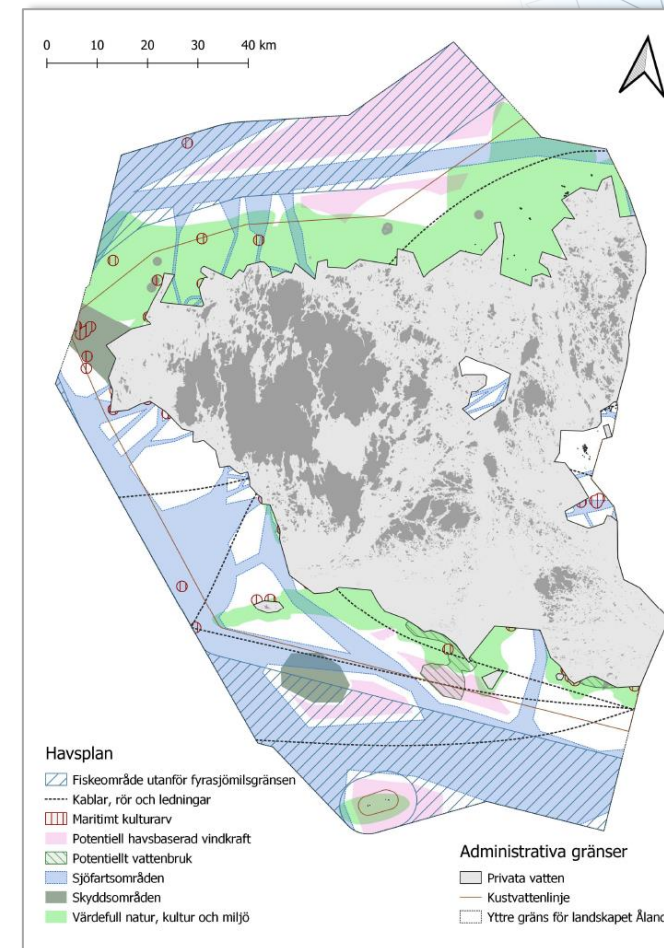 0 10 20 30 40 km
Havsplan
Fiskeområde utanför fyrasjömilsgränsen
Kablar, rör och ledningar
Maritimt kulturarv
Potentiell havsbaserad vindkraft
Potentiellt vattenbruk
Sjöfartsområden
Skyddsområden
Värdefull natur, kultur och miljö
Administrativa gränser
Privata vatten
Kustvattenlinje
Yttre gräns för landskapet Åland